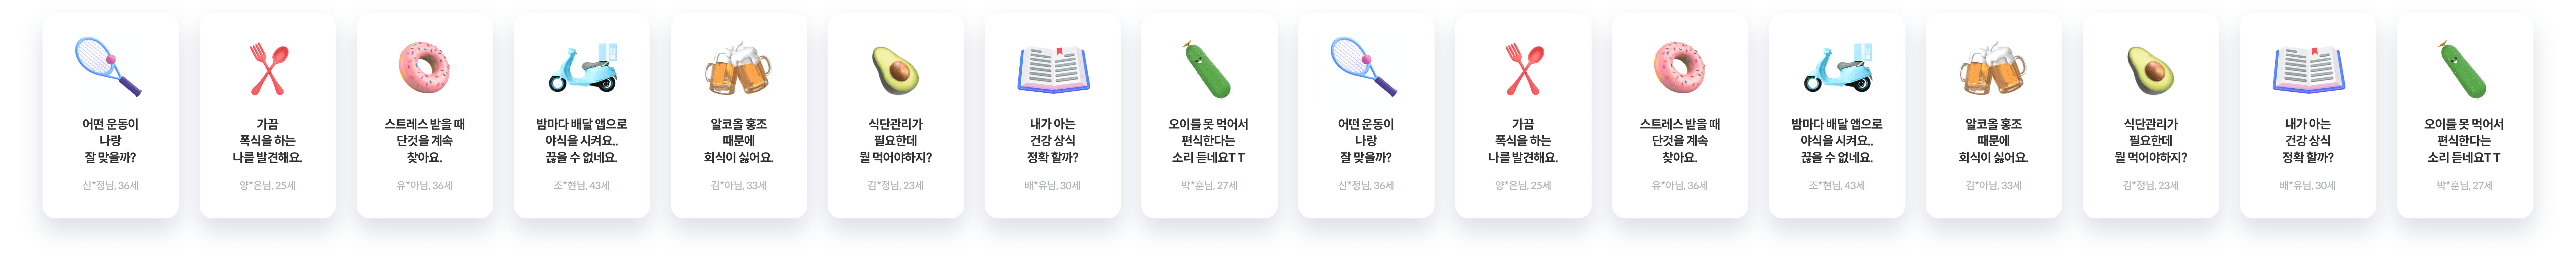 어떤 운동이
나랑
잘 맞을까?
신*정님, 36세
가끔
폭식을 하는
나를 발견해요.
양*은님, 25세
스트레스 받을 때
단것을 계속
찾아요.
유*아님, 36세
밤마다 배달 앱으로
야식을 시켜요..
끊을 수 없네요.
조*현님, 43세
알코올 홍조
때문에
회식이 싫어요.
김*아님, 33세
식단관리가
필요한데
뭘 먹어야하지?
김*정님, 23세
내가 아는
건강 상식
정확 할까?
배*유님, 30세
오이를 못 먹어서
편식한다는
소리 듣네요T T
박*훈님, 27세
어떤 운동이
나랑
잘 맞을까?
신*정님, 36세
가끔
폭식을 하는
나를 발견해요.
양*은님, 25세
스트레스 받을 때
단것을 계속
찾아요.
유*아님, 36세
밤마다 배달 앱으로
야식을 시켜요..
끊을 수 없네요.
조*현님, 43세
알코올 홍조
때문에
회식이 싫어요.
김*아님, 33세
식단관리가
필요한데
뭘 먹어야하지?
김*정님, 23세
내가 아는
건강 상식
정확 할까?
배*유님, 30세
오이를 못 먹어서
편식한다는
소리 듣네요T T
박*훈님, 27세